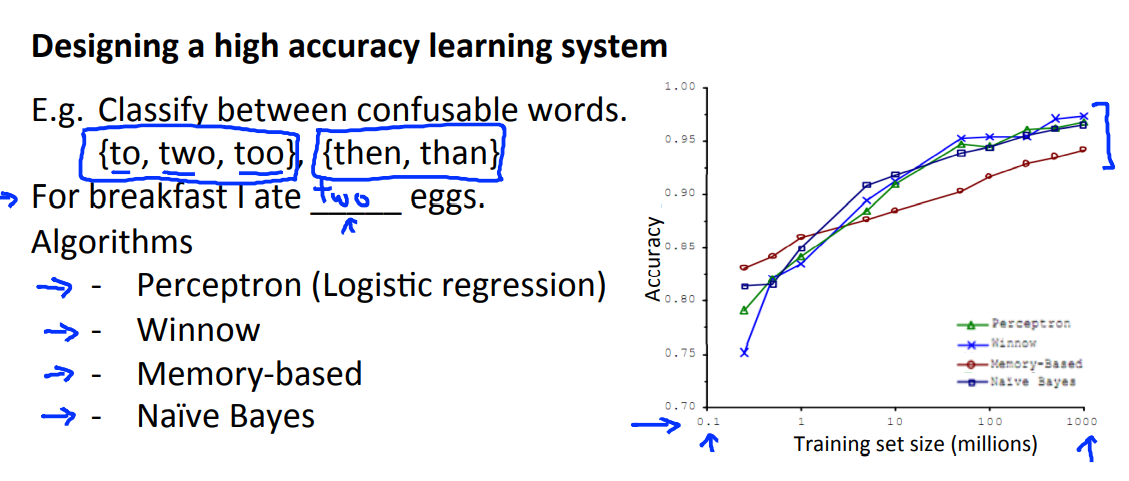 Designing a high accuracy learning system
E.g. Classify between confusable words.
{to, two, too}, {then, than}
For breakfast I ate two eggs.
Algorithms
- Perceptron (Logistic regression)
- Winnow
- Memory-based
- Naïve Bayes
1.00
0.95
0.90
0.85
0.80
0.75
0.70
Accuracy
Perceptron
Winnow
Memory-Based
Naïve Bayes
0.1 1 10 100 1000
Training set size (millions)